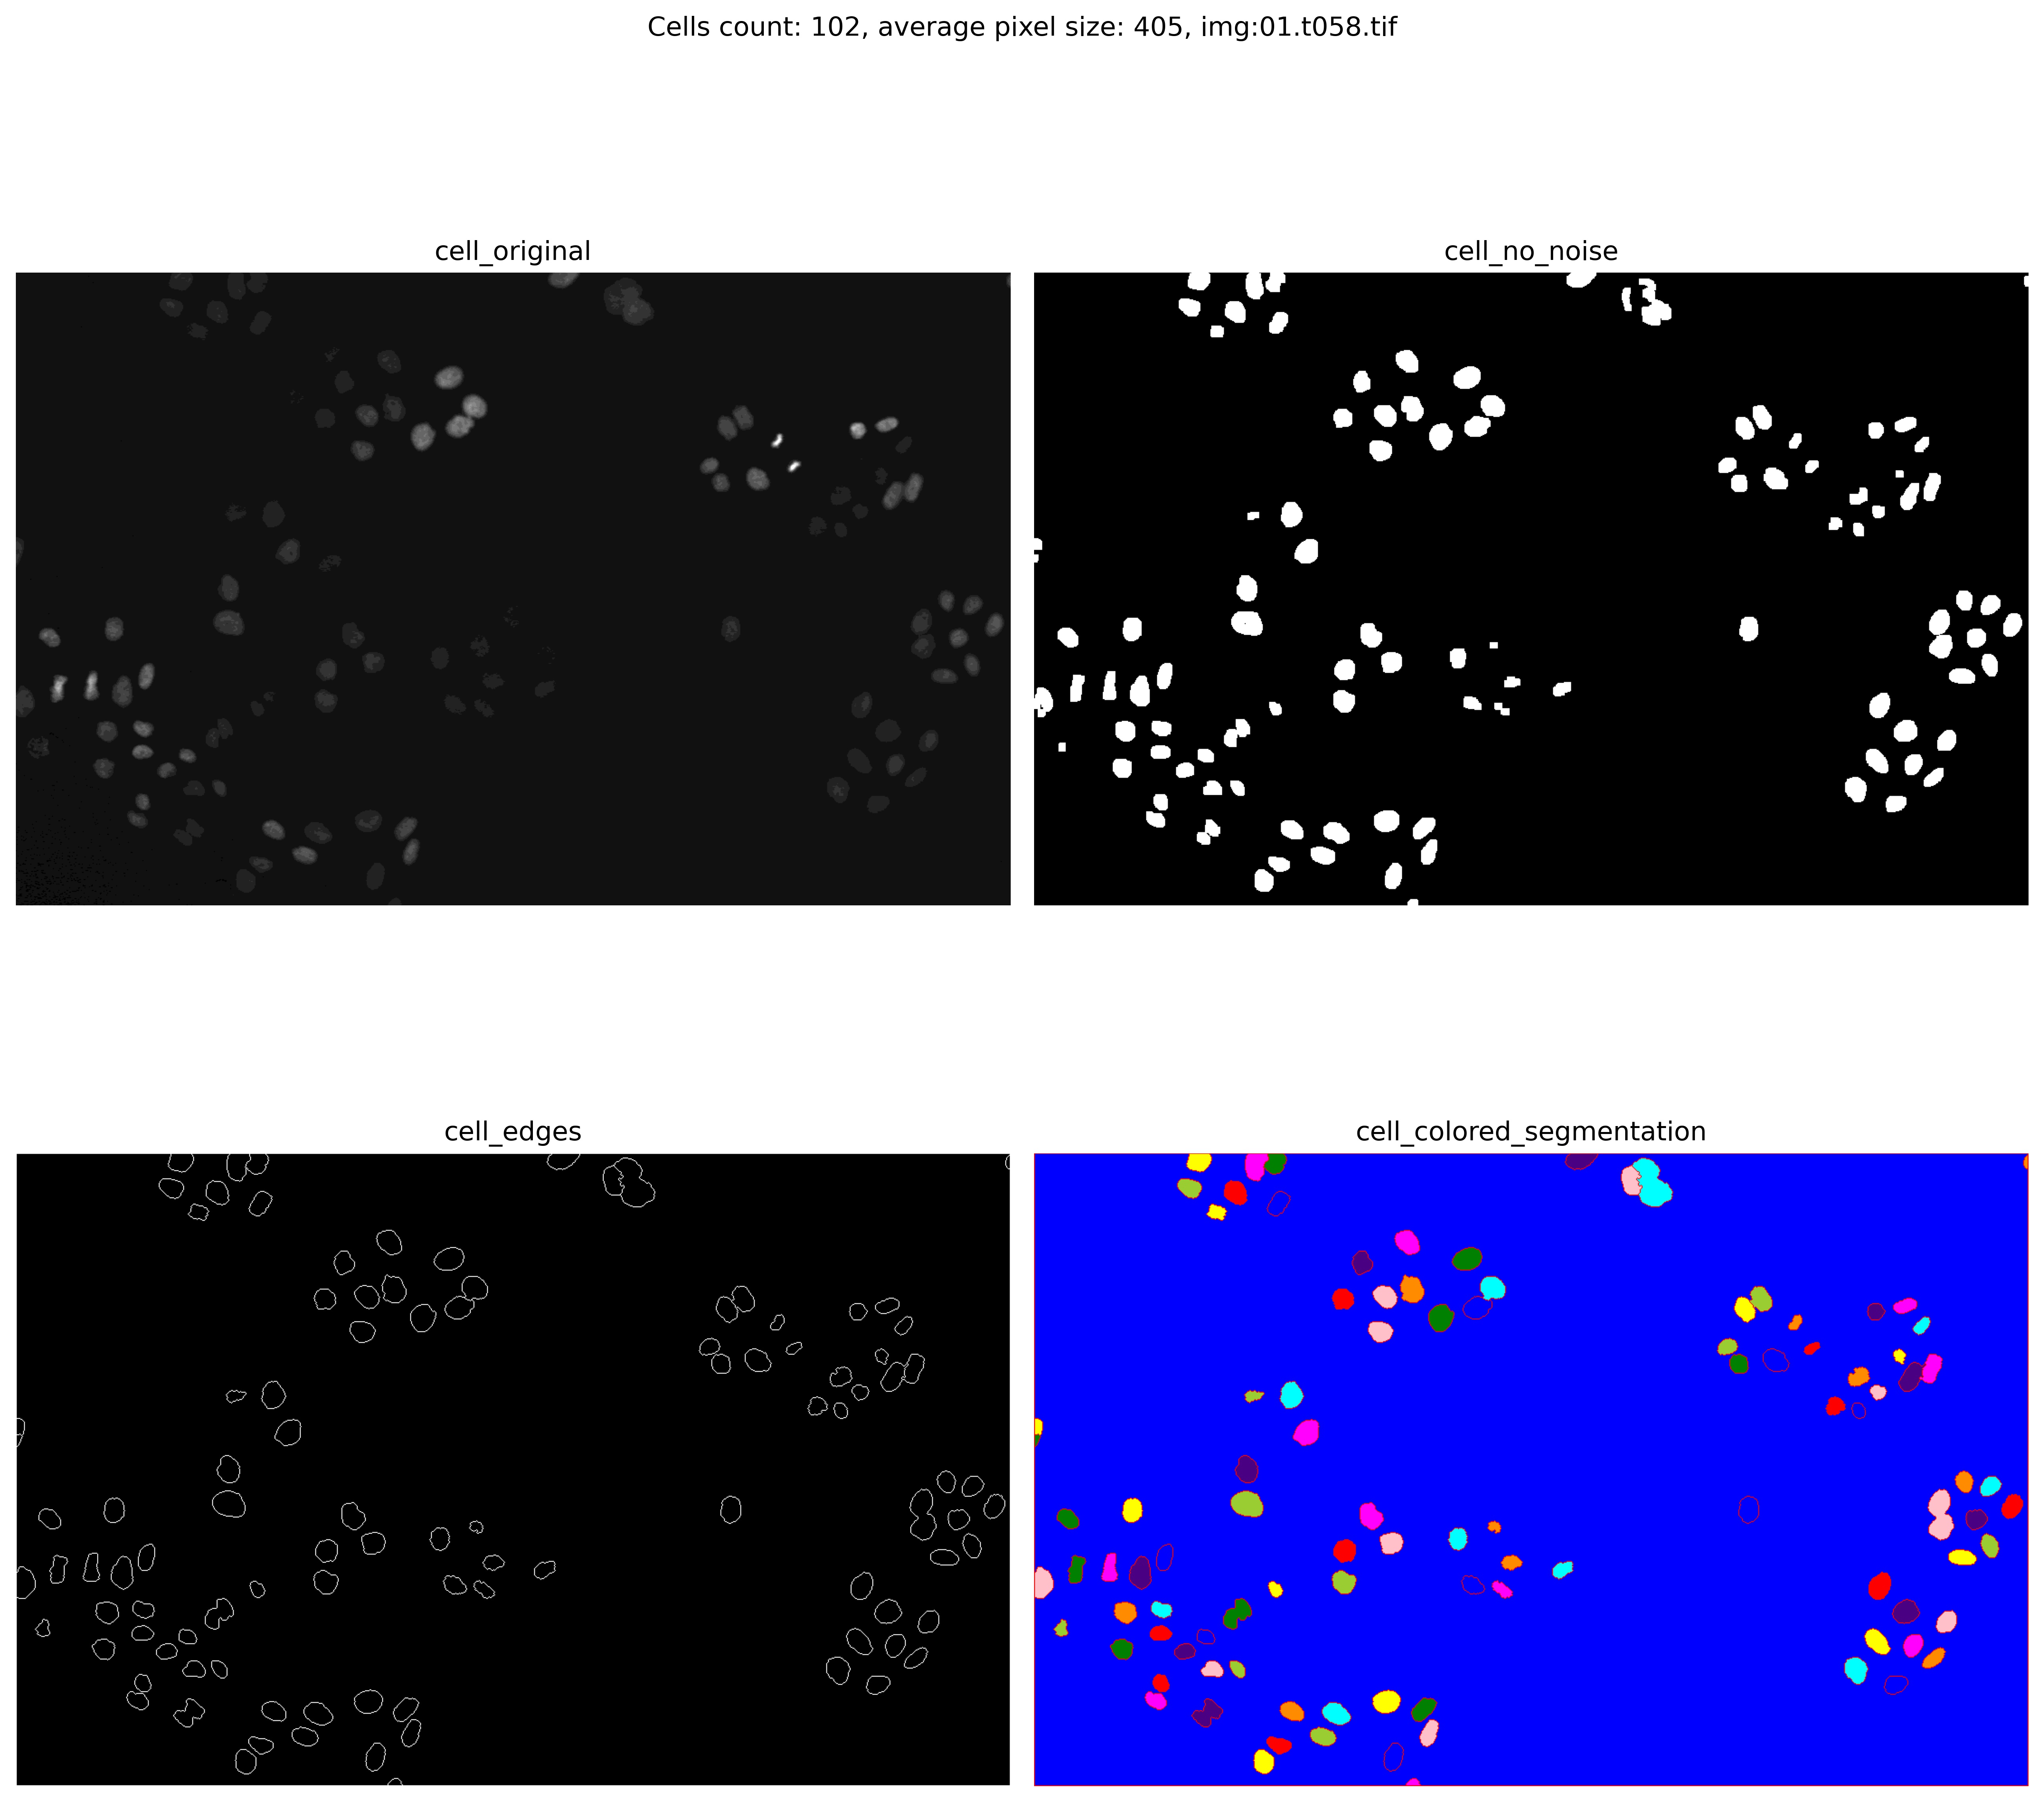 Cells count: 102, average pixel size: 405, img:01.t058.tif
cell_original
cell_no_noise
cell_edges
cell_colored_segmentation